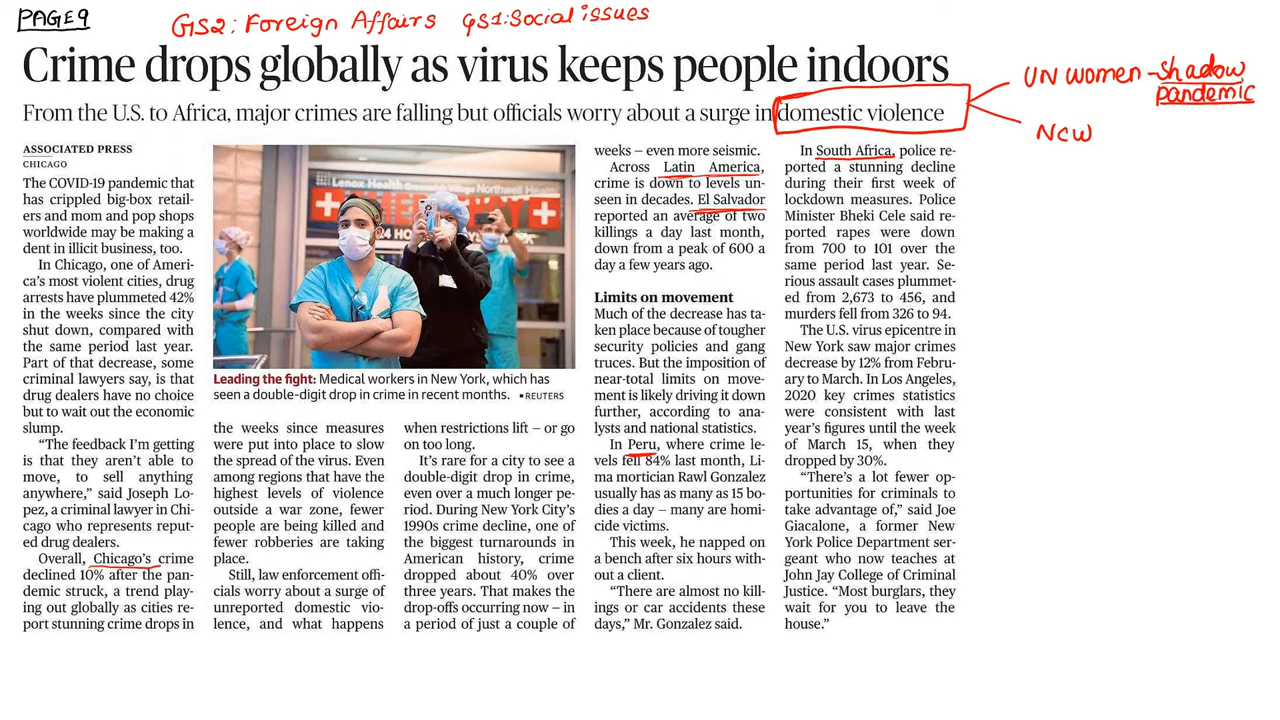 PAGE 9
GS2: Foreign Affairs GS1: Social issues
Crime drops globally as virus keeps people indoors
From the U.S. to Africa, major crimes are falling but officials worry about a surge in domestic violence
UN WOMEN - Shadow
pandemic
NCW
ASSOCIATED PRESS
CHICAGO
The COVID-19 pandemic that
has crippled big-box retail-
ers and mom and pop shops
worldwide may be making a
dent in illicit business, too.
In Chicago, one of Ameri-
ca's most violent cities, drug
arrests have plummeted 42%
in the weeks since the city
shut down, compared with
the same period last year.
Part of that decrease, some
criminal lawyers say, is that
drug dealers have no choice
but to wait out the economic
slump.
"The feedback I'm getting
is that they aren't able to
move, to sell anything
anywhere," said Joseph Lo-
pez, a criminal lawyer in Chi-
cago who represents reput-
ed drug dealers.
Overall, Chicago's crime
declined 10% after the pan-
demic struck, a trend play-
ing out globally as cities re-
port stunning crime drops in
Lenox Health Greenwich Village Northwell Health
Leading the fight: Medical workers in New York, which has
seen a double-digit drop in crime in recent months. ▪ REUTERS
the weeks since measures
were put into place to slow
the spread of the virus. Even
among regions that have the
highest levels of violence
outside a war zone, fewer
people are being killed and
fewer robberies are taking
place.
Still, law enforcement offi-
cials worry about a surge of
unreported domestic vio-
lence, and what happens
when restrictions lift – or go
on too long.
It's rare for a city to see a
double-digit drop in crime,
even over a much longer pe-
riod. During New York City's
1990s crime decline, one of
the biggest turnarounds in
American history, crime
dropped about 40% over
three years. That makes the
drop-offs occurring now – in
a period of just a couple of
weeks – even more seismic.
Across Latin America,
crime is down to levels un-
seen in decades. El Salvador
reported an average of two
killings a day last month,
down from a peak of 600 a
day a few years ago.
Limits on movement
Much of the decrease has ta-
ken place because of tougher
security policies and gang
truces. But the imposition of
near-total limits on move-
ment is likely driving it down
further, according to ana-
lysts and national statistics.
In Peru, where crime le-
vels fell 84% last month, Li-
ma mortician Rawl Gonzalez
usually has as many as 15 bo-
dies a day – many are homi-
cide victims.
This week, he napped on
a bench after six hours with-
out a client.
"There are almost no kill-
ings or car accidents these
days," Mr. Gonzalez said.
In South Africa, police re-
ported a stunning decline
during their first week of
lockdown measures. Police
Minister Bheki Cele said re-
ported rapes were down
from 700 to 101 over the
same period last year. Se-
rious assault cases plummet-
ed from 2,673 to 456, and
murders fell from 326 to 94.
The U.S. virus epicentre in
New York saw major crimes
decrease by 12% from Febru-
ary to March. In Los Angeles,
2020 key crimes statistics
were consistent with last
year's figures until the week
of March 15, when they
dropped by 30%.
"There's a lot fewer op-
portunities for criminals to
take advantage of," said Joe
Giacalone, a former New
York Police Department ser-
geant who now teaches at
John Jay College of Criminal
Justice. "Most burglars, they
wait for you to leave the
house."